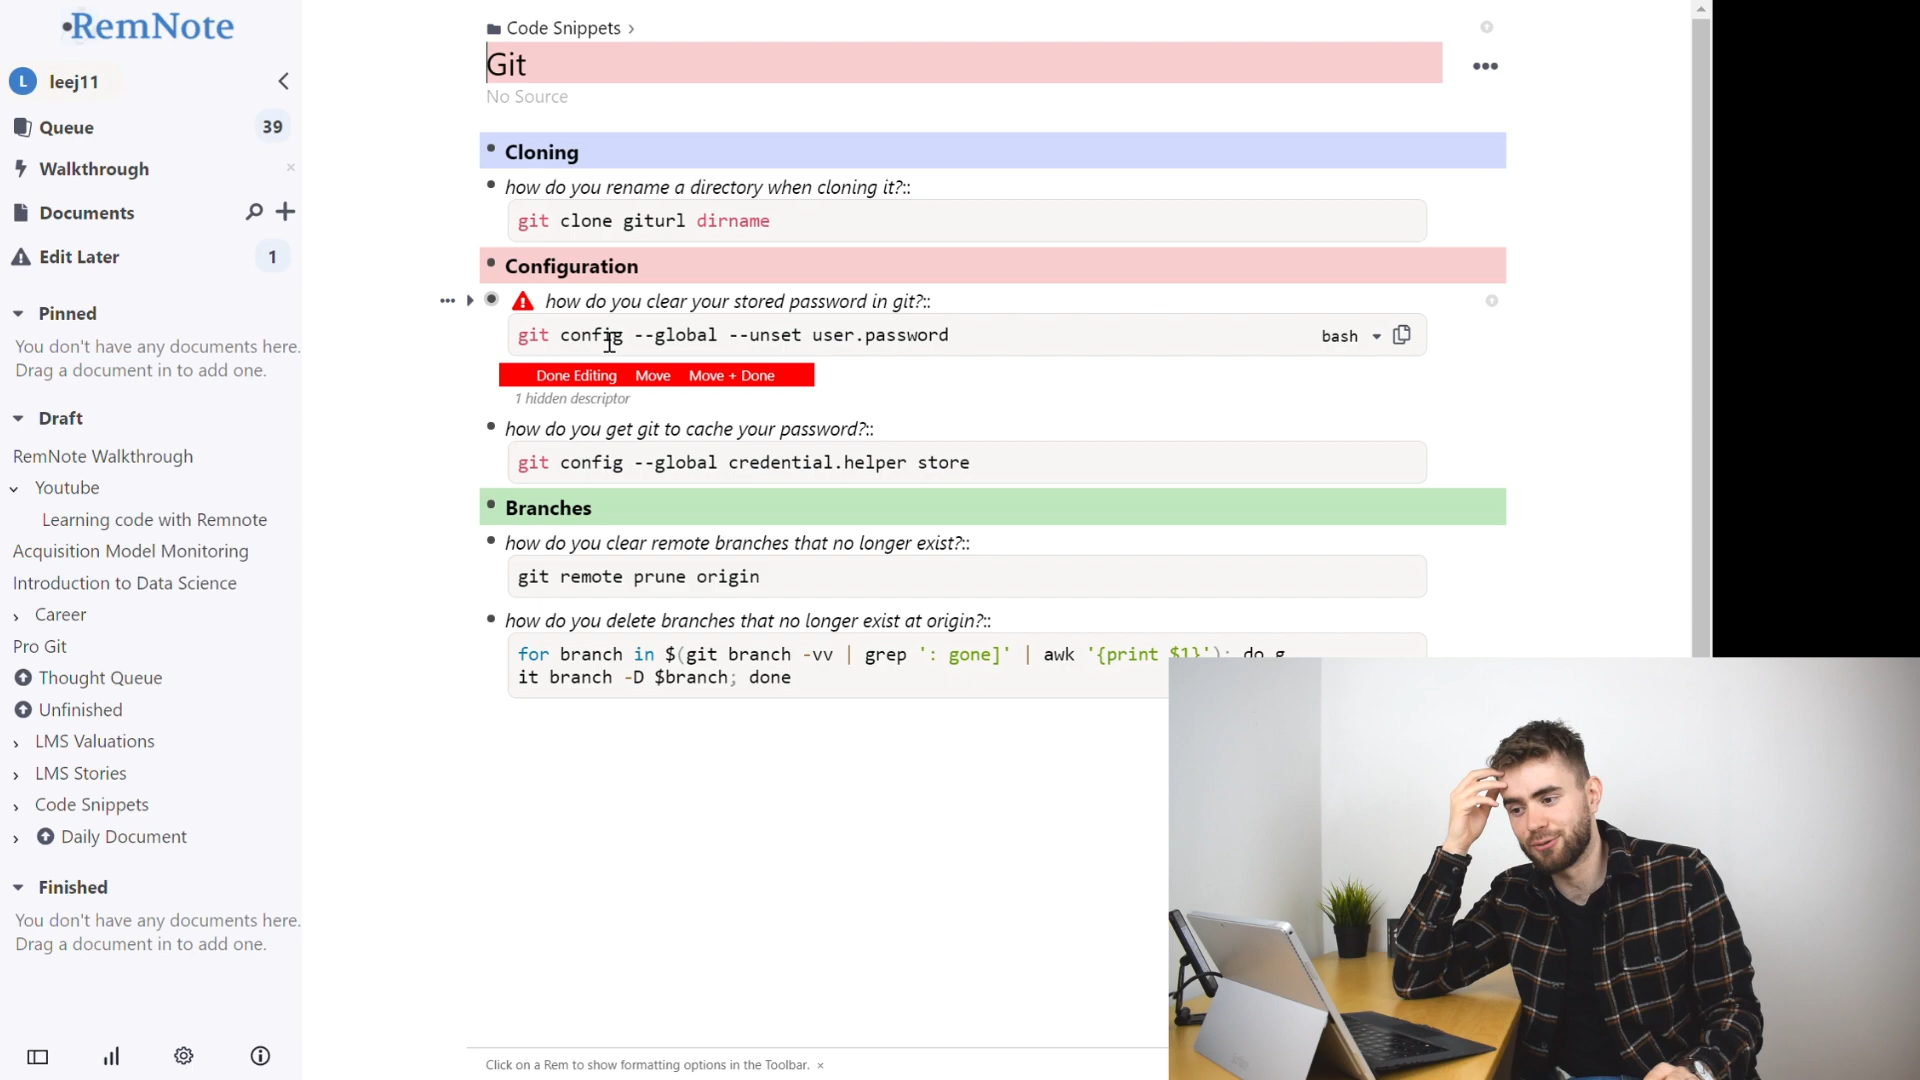 RemNote
L leej11
Queue 39
Walkthrough ×
Documents
Edit Later 1
Pinned
You don't have any documents here.
Drag a document in to add one.
Draft
RemNote Walkthrough
Youtube
Learning code with Remnote
Acquisition Model Monitoring
Introduction to Data Science
Career
Pro Git
Thought Queue
Unfinished
LMS Valuations
LMS Stories
Code Snippets
Daily Document
Finished
You don't have any documents here.
Drag a document in to add one.
Code Snippets ›
Git
No Source
Cloning
how do you rename a directory when cloning it?::
git clone giturl dirname
Configuration
how do you clear your stored password in git?::
git config --global --unset user.password
bash
Done Editing Move Move + Done
1 hidden descriptor
how do you get git to cache your password?::
git config --global credential.helper store
Branches
how do you clear remote branches that no longer exist?::
git remote prune origin
how do you delete branches that no longer exist at origin?::
for branch in $(git branch -vv | grep ': gone]' | awk '{print $1}'); do g
it branch -D $branch; done
Click on a Rem to show formatting options in the Toolbar. ×